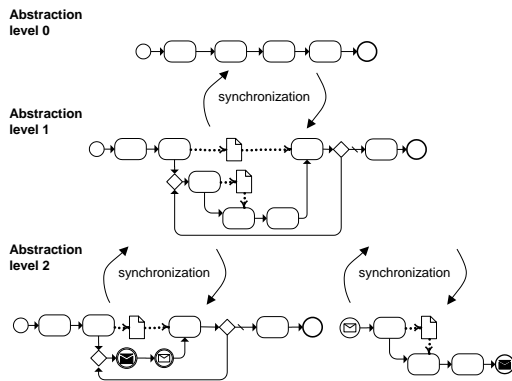 Abstraction
level 0
synchronization
Abstraction
level 1
Abstraction
level 2
synchronization
synchronization